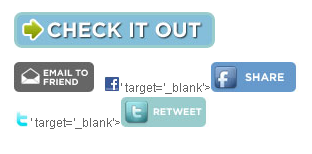 CHECK IT OUT
EMAIL TO
FRIEND
' target='_blank'> SHARE
' target='_blank'> RETWEET